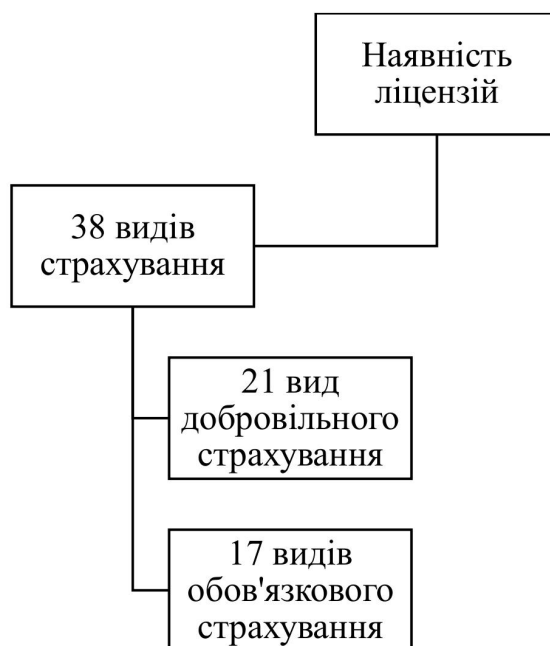 Наявність
ліцензій
38 видів
страхування
21 вид
добровільного
страхування
17 видів
обов'язкового
страхування